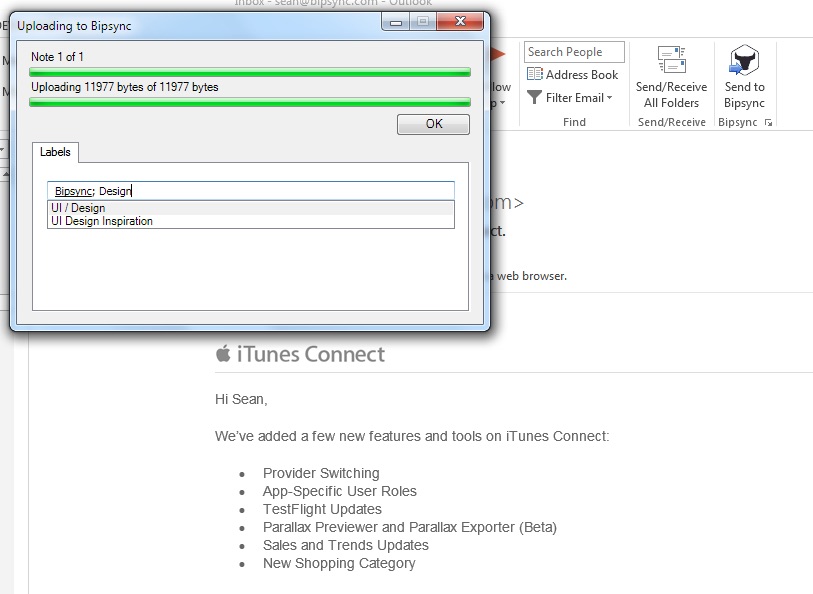 Inbox - sean@bipsync.com - Outlook
Uploading to Bipsync
Note 1 of 1
Uploading 11977 bytes of 11977 bytes
OK
Labels
Bipsync; Design
UI / Design
UI Design Inspiration
Search People
Address Book
Filter Email
Find
Send/Receive
All Folders
Send/Receive
Send to
Bipsync
Bipsync
om>
ct.
a web browser.
iTunes Connect
Hi Sean,
We've added a few new features and tools on iTunes Connect:
• Provider Switching
• App-Specific User Roles
• TestFlight Updates
• Parallax Previewer and Parallax Exporter (Beta)
• Sales and Trends Updates
• New Shopping Category